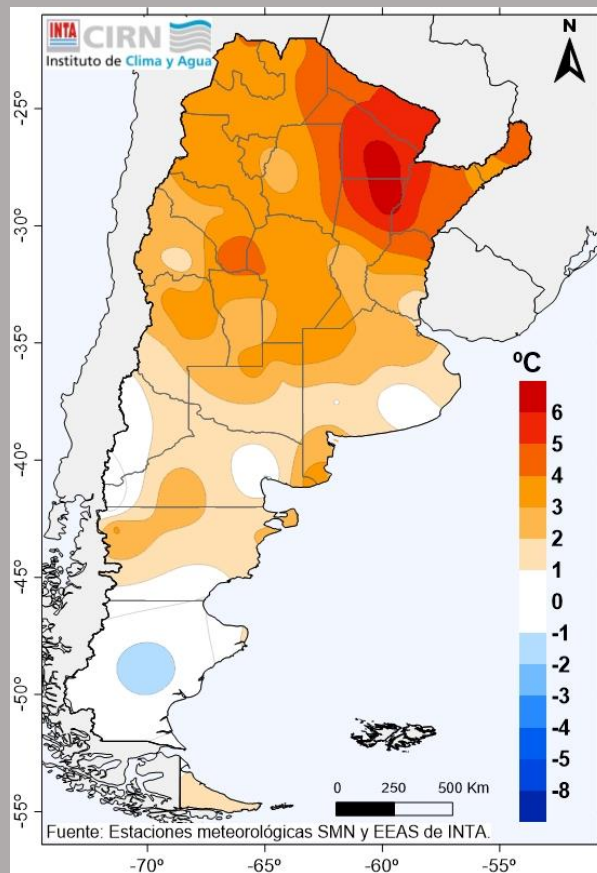 INTA CIRN
Instituto de Clima y Agua
N
-25°
-30°
-35°
-40°
-45°
-50°
-55°
ºC
6
5
4
3
2
1
0
-1
-2
-3
-4
-5
-8
0 250 500 Km
Fuente: Estaciones meteorológicas SMN y EEAS de INTA.
-70° -65° -60° -55°